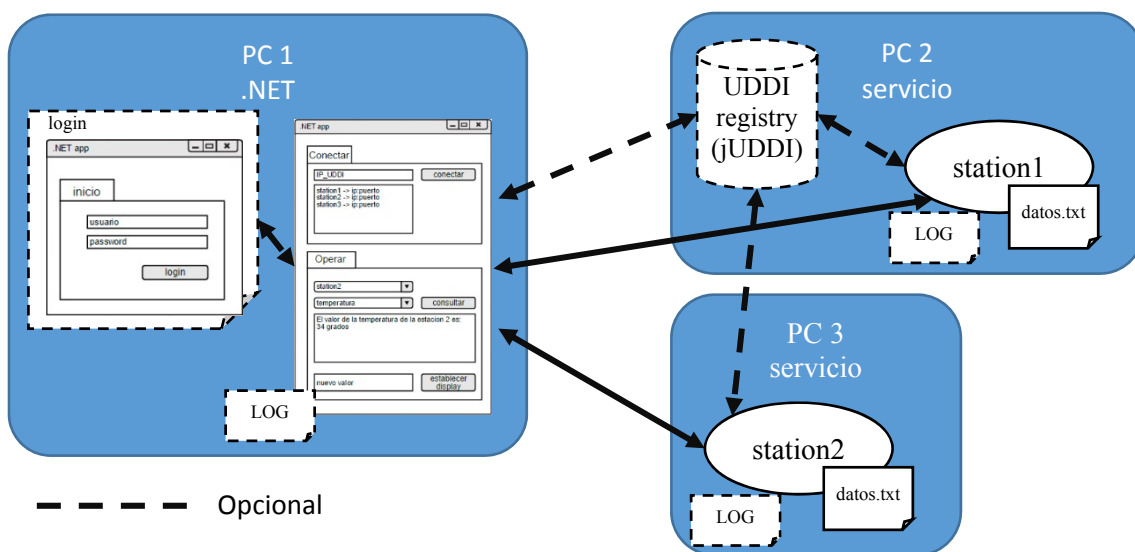 PC 1
.NET
login
.NET app
inicio
usuario
password
login
.NET app
Conectar
IP_UDDI
conectar
station1 -> ip:puerto
station2 -> ip:puerto
station3 -> ip:puerto
Operar
station2
temperatura
consultar
El valor de la temperatura de la estacion 2 es:
34 grados
nuevo valor
establecer
display
LOG
UDDI
registry
(jUDDI)
PC 2
servicio
station1
datos.txt
LOG
PC 3
servicio
station2
datos.txt
LOG
Opcional